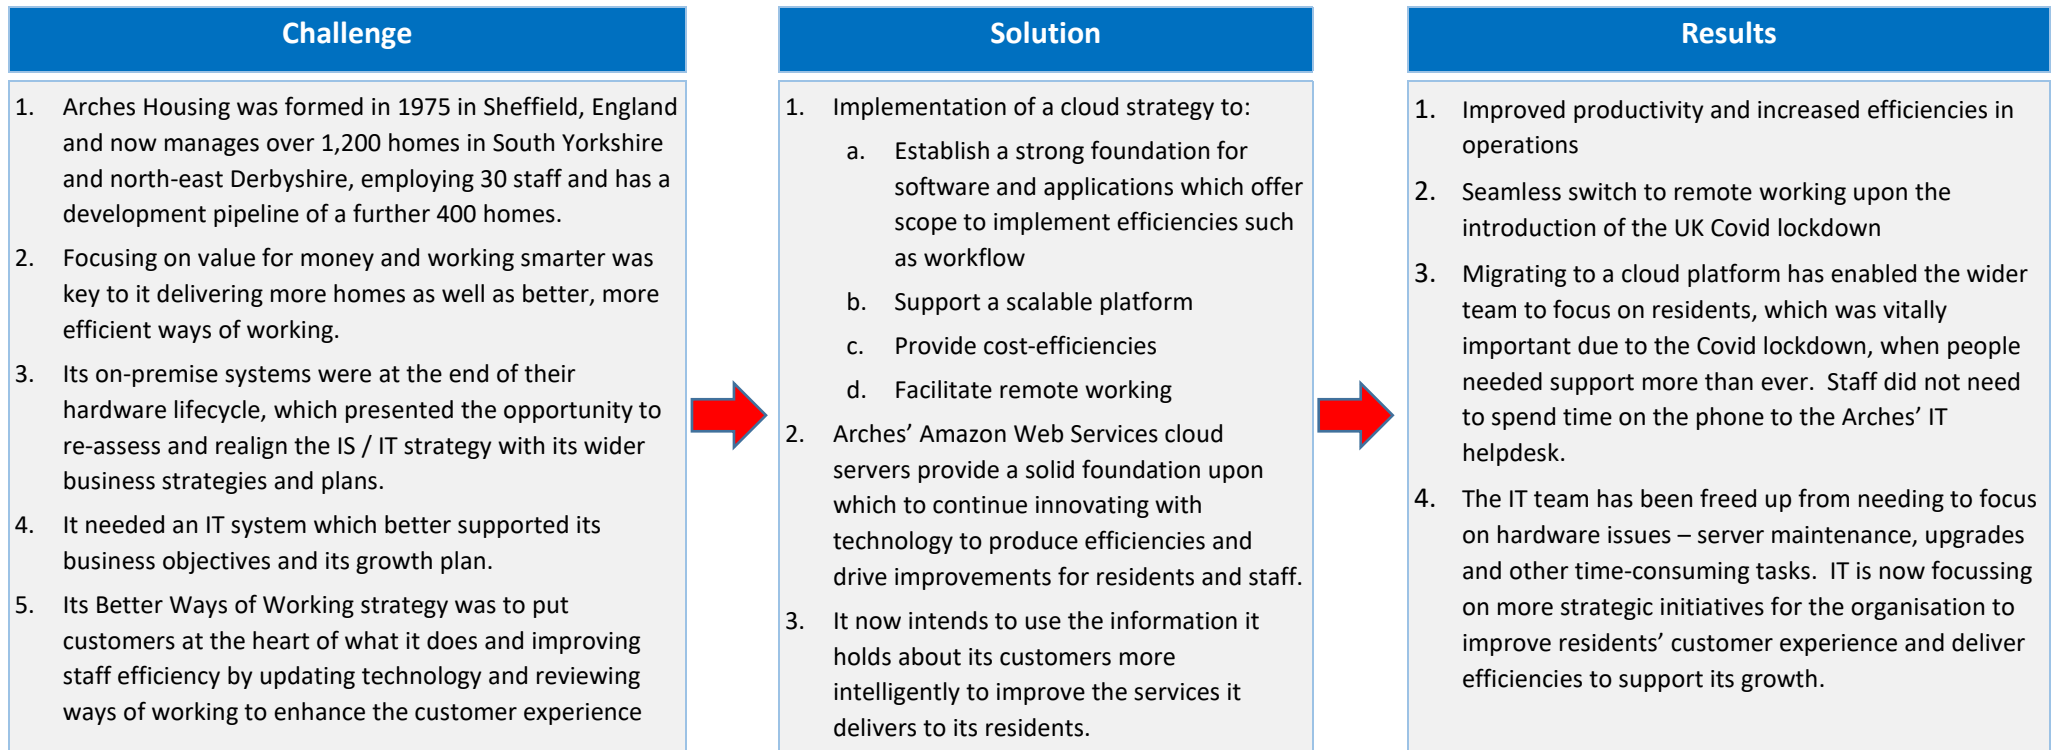 Challenge
1. Arches Housing was formed in 1975 in Sheffield, England
and now manages over 1,200 homes in South Yorkshire
and north-east Derbyshire, employing 30 staff and has a
development pipeline of a further 400 homes.
2. Focusing on value for money and working smarter was
key to it delivering more homes as well as better, more
efficient ways of working.
3. Its on-premise systems were at the end of their
hardware lifecycle, which presented the opportunity to
re-assess and realign the IS / IT strategy with its wider
business strategies and plans.
4. It needed an IT system which better supported its
business objectives and its growth plan.
5. Its Better Ways of Working strategy was to put
customers at the heart of what it does and improving
staff efficiency by updating technology and reviewing
ways of working to enhance the customer experience
Solution
1. Implementation of a cloud strategy to:
a. Establish a strong foundation for
software and applications which offer
scope to implement efficiencies such
as workflow
b. Support a scalable platform
c. Provide cost-efficiencies
d. Facilitate remote working
2. Arches’ Amazon Web Services cloud
servers provide a solid foundation upon
which to continue innovating with
technology to produce efficiencies and
drive improvements for residents and staff.
3. It now intends to use the information it
holds about its customers more
intelligently to improve the services it
delivers to its residents.
Results
1. Improved productivity and increased efficiencies in
operations
2. Seamless switch to remote working upon the
introduction of the UK Covid lockdown
3. Migrating to a cloud platform has enabled the wider
team to focus on residents, which was vitally
important due to the Covid lockdown, when people
needed support more than ever. Staff did not need
to spend time on the phone to the Arches’ IT
helpdesk.
4. The IT team has been freed up from needing to focus
on hardware issues – server maintenance, upgrades
and other time-consuming tasks. IT is now focussing
on more strategic initiatives for the organisation to
improve residents’ customer experience and deliver
efficiencies to support its growth.